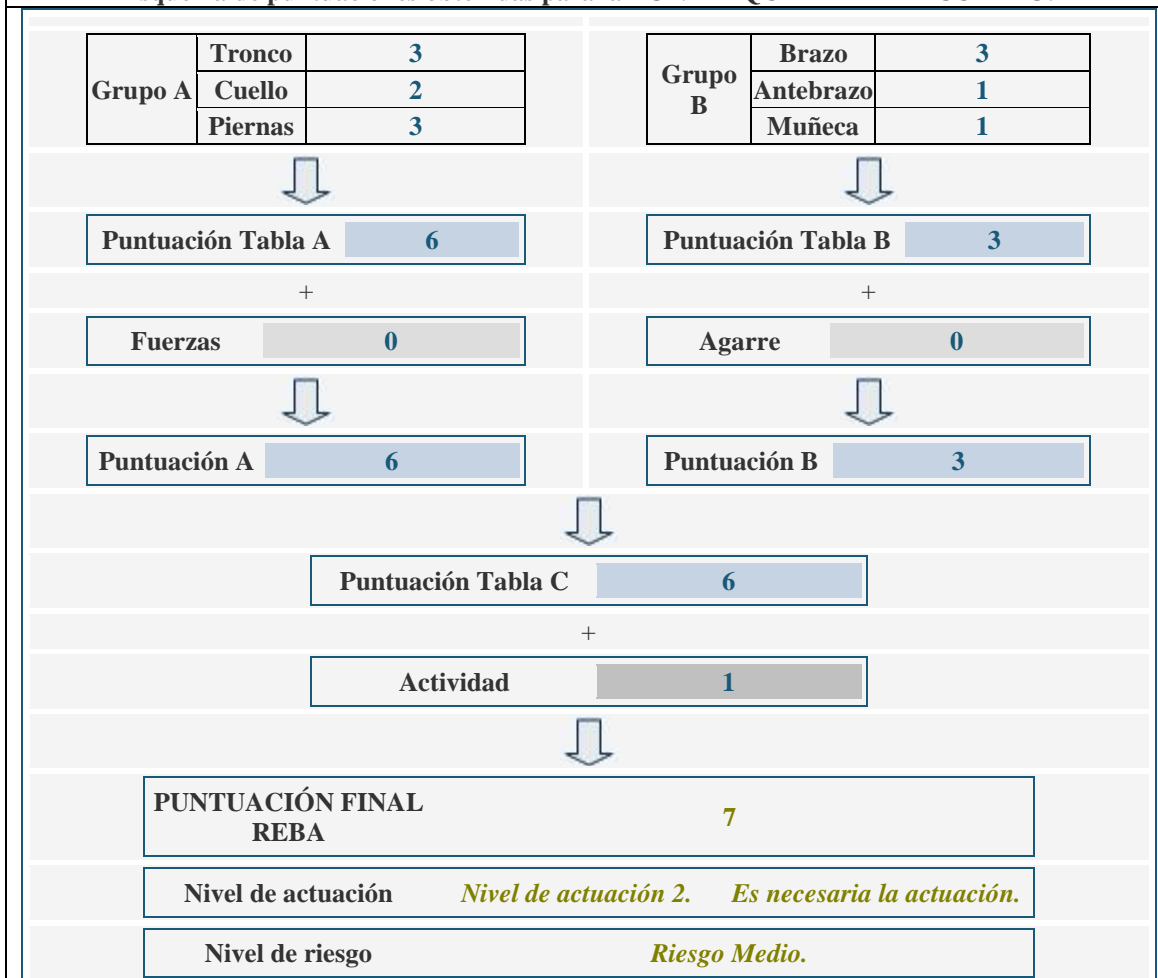 Grupo A
Tronco 3
Cuello 2
Piernas 3
Grupo
B
Brazo 3
Antebrazo 1
Muñeca 1
Puntuación Tabla A 6
Puntuación Tabla B 3
+ +
Fuerzas 0
Agarre 0
Puntuación A 6
Puntuación B 3
Puntuación Tabla C 6
+
Actividad 1
PUNTUACIÓN FINAL
REBA
7
Nivel de actuación Nivel de actuación 2. Es necesaria la actuación.
Nivel de riesgo Riesgo Medio.